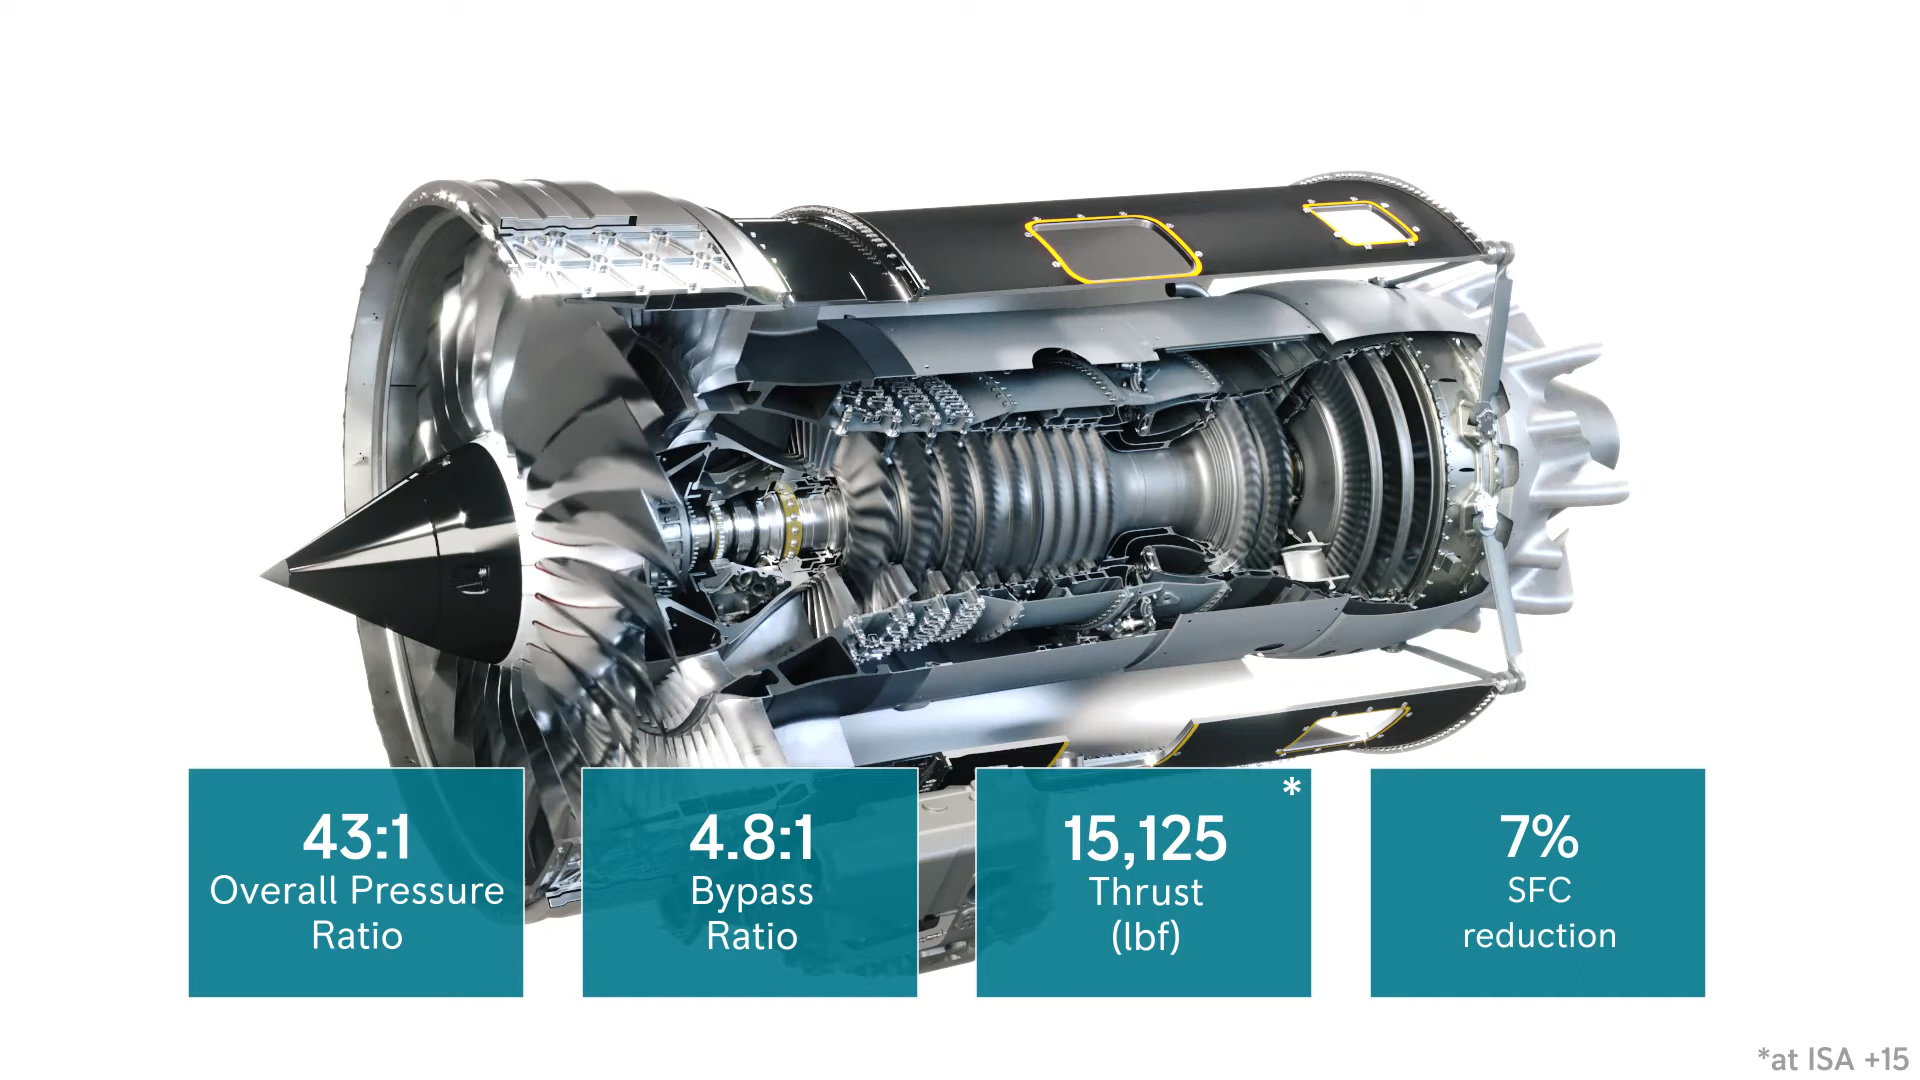 43:1
Overall Pressure
Ratio
4.8:1
Bypass
Ratio
*
15,125
Thrust
(lbf)
7%
SFC
reduction
*at ISA +15